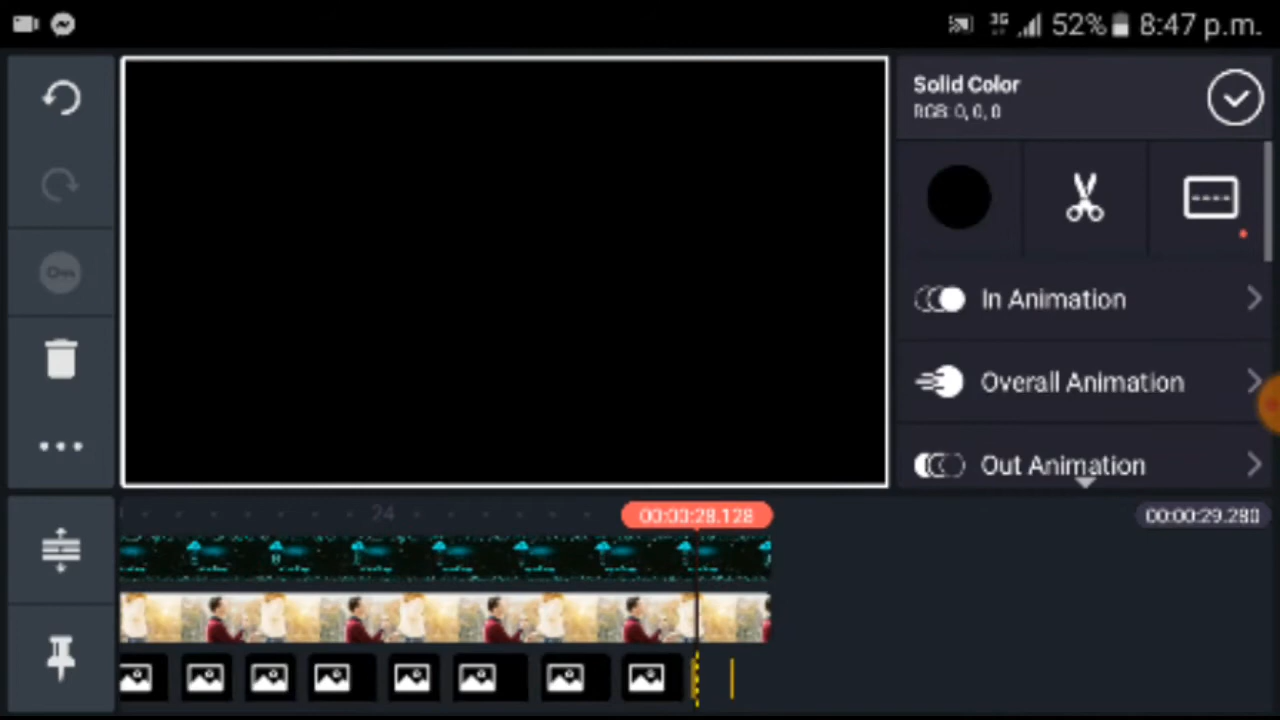 3G 52% 8:47 p.m.
Solid Color
RGB: 0, 0, 0
In Animation
Overall Animation
Out Animation
24
00:00:28.128
00:00:29.280